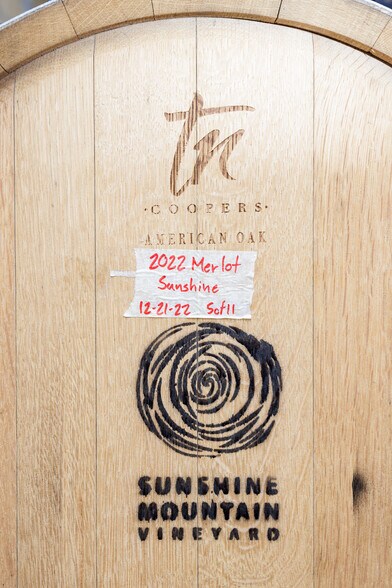 tn
·COOPERS·
AMERICAN OAK
2022 Merlot
Sunshine
12-21-22 5of11
SUNSHINE
MOUNTAIN
VINEYARD